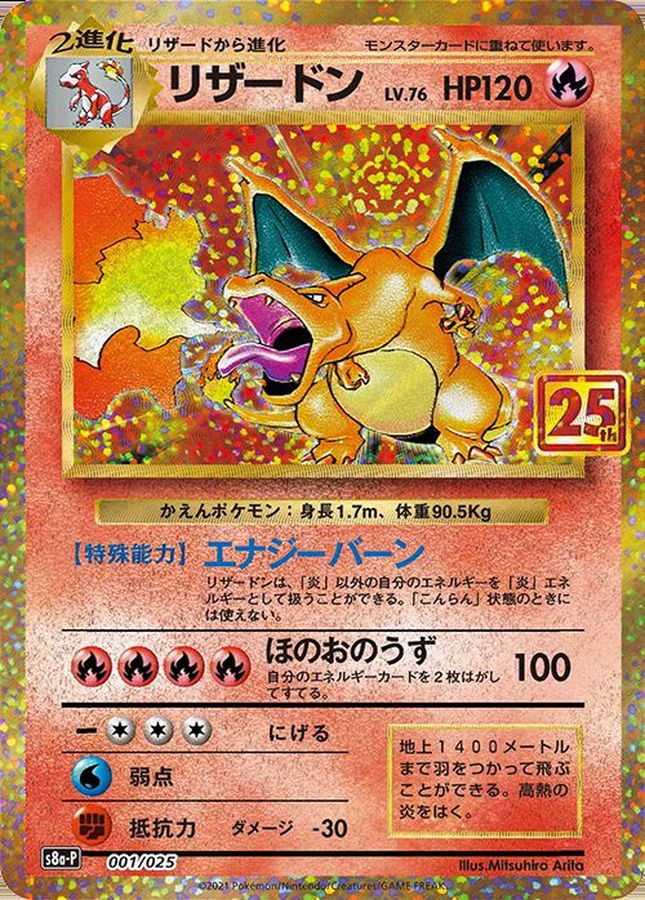 2進化 リザードから進化 モンスターカードに重ねて使います。
リザードン LV.76 HP120
25th
かえんポケモン：身長1.7m、体重90.5Kg
【特殊能力】エナジーバーン
リザードンは、「炎」以外の自分のエネルギーを「炎」エネ
ルギーとして扱うことができる。「こんらん」状態のときに
は使えない。
ほのおのうず 100
自分のエネルギーカードを2枚はがし
てすてる。
にげる
弱点
抵抗力 ダメージ -30
地上1400メートル
まで羽をつかって飛ぶ
ことができる。高熱の
炎をはく。
s8a-P 001/025
Illus.Mitsuhiro Arita
©2021 Pokémon/Nintendo/Creatures/GAME FREAK.